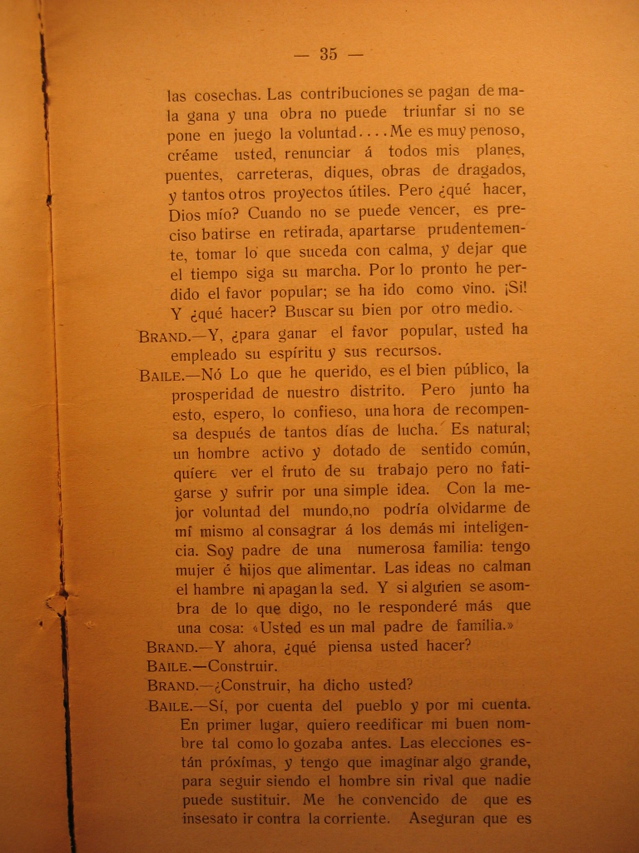 — 35 —
las cosechas. Las contribuciones se pagan de ma-
la gana y una obra no puede triunfar si no se
pone en juego la voluntad.... Me es muy penoso,
créame usted, renunciar á todos mis planes,
puentes, carreteras, diques, obras de dragados,
y tantos otros proyectos útiles. Pero ¿qué hacer,
Dios mío? Cuando no se puede vencer, es pre-
ciso batirse en retirada, apartarse prudentemen-
te, tomar lo que suceda con calma, y dejar que
el tiempo siga su marcha. Por lo pronto he per-
dido el favor popular; se ha ido como vino. ¡Si!
Y ¿qué hacer? Buscar su bien por otro medio.
BRAND.—Y, ¿para ganar el favor popular, usted ha
empleado su espíritu y sus recursos.
BAILE.—Nó Lo que he querido, es el bien público, la
prosperidad de nuestro distrito. Pero junto ha
esto, espero, lo confieso, una hora de recompen-
sa después de tantos días de lucha. Es natural;
un hombre activo y dotado de sentido común,
quiere ver el fruto de su trabajo pero no fati-
garse y sufrir por una simple idea. Con la me-
jor voluntad del mundo,no podría olvidarme de
mí mismo al consagrar á los demás mi inteligen-
cia. Soy padre de una numerosa familia: tengo
mujer é hijos que alimentar. Las ideas no calman
el hambre ni apagan la sed. Y si alguien se asom-
bra de lo que digo, no le responderé más que
una cosa: «Usted es un mal padre de familia.»
BRAND.—Y ahora, ¿qué piensa usted hacer?
BAILE.—Construir.
BRAND.—¿Construir, ha dicho usted?
BAILE.—Sí, por cuenta del pueblo y por mi cuenta.
En primer lugar, quiero reedificar mi buen nom-
bre tal como lo gozaba antes. Las elecciones es-
tán próximas, y tengo que imaginar algo grande,
para seguir siendo el hombre sin rival que nadie
puede sustituir. Me he convencido de que es
insesato ir contra la corriente. Aseguran que es